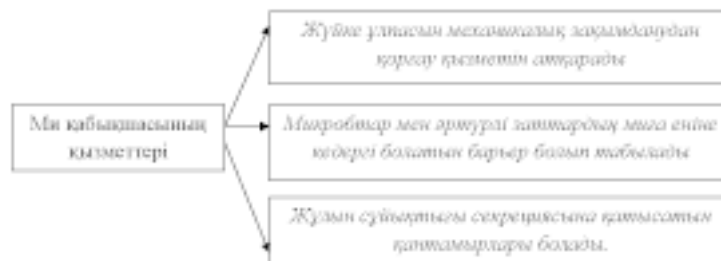 Жүйке ұлпасын механикалық зақымданудан
қорғау қызметін атқарады
Ми қабықшасының
қызметтері
Микробтар мен әртүрлі заттардың миға еніне
кедергі болатын барьер болып табылады
Жұлын сұйықтығы секрециясына қатысатын
қантамырлары болады.